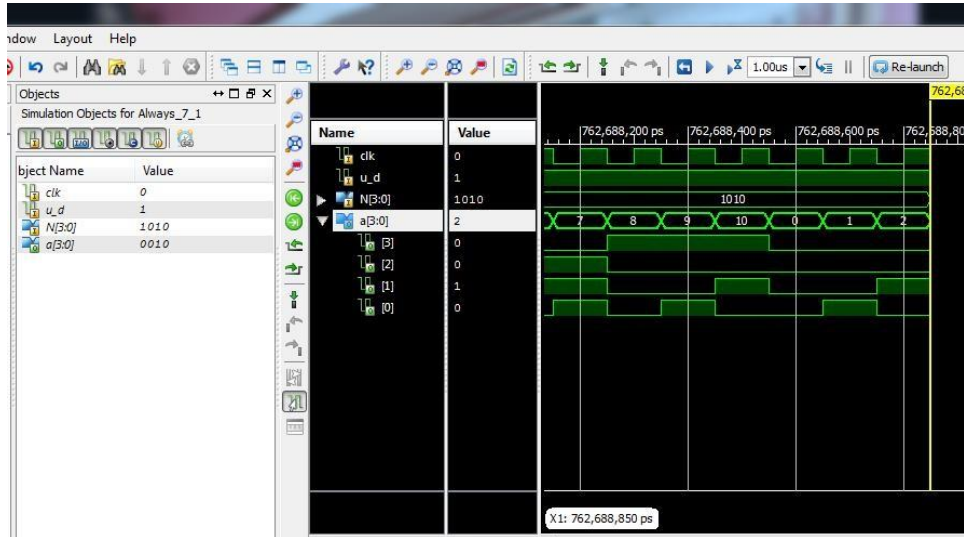 ndow Layout Help
1.00us Re-launch
Objects
Simulation Objects for Always_7_1
bject Name Value
clk 0
u_d 1
N[3:0] 1010
a[3:0] 0010
Name Value
clk 0
u_d 1
N[3:0] 1010
a[3:0] 2
[3] 0
[2] 0
[1] 1
[0] 0
762,68
762,688,200 ps 762,688,400 ps 762,688,600 ps 762,688,80
1010
7 8 9 10 0 1 2
X1: 762,688,850 ps